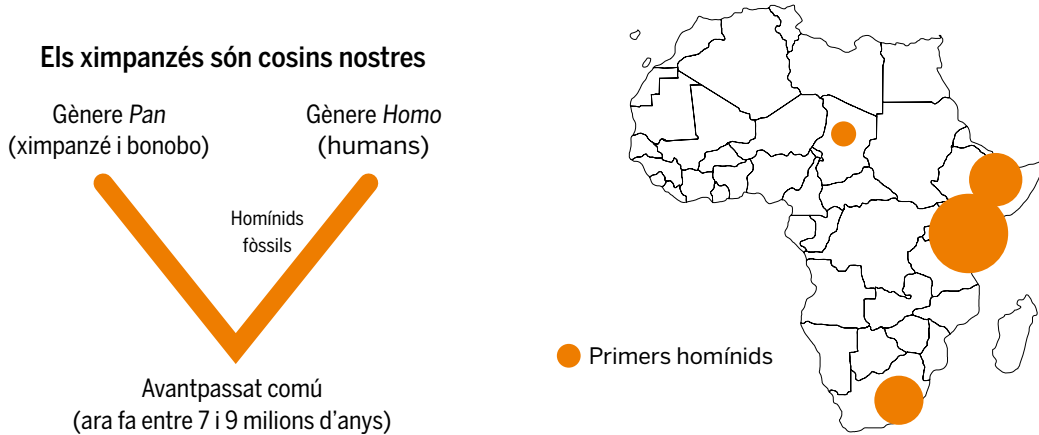 Els ximpanzés són cosins nostres
Gènere Pan
(ximpanzé i bonobo)
Gènere Homo
(humans)
Homínids
fòssils
Avantpassat comú
(ara fa entre 7 i 9 milions d'anys)
Primers homínids